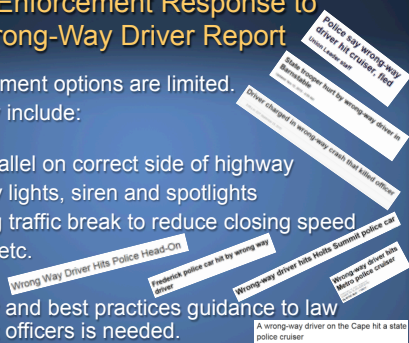 Enforcement Response to
rong-Way Driver Report
ment options are limited.
include:
allel on correct side of highway
lights, siren and spotlights
traffic break to reduce closing speed
etc.
and best practices guidance to law
officers is needed.
Police say wrong-way
driver hit cruiser, fled
Union Leader staff
State trooper hurt by wrong-way driver in
Barnstable
Driver charged in wrong-way crash that killed officer
Wrong Way Driver Hits Police Head-On
Frederick police car hit by wrong way
driver
Wrong-way driver hits Holts Summit police car
Wrong-way driver hits
Metro police cruiser
A wrong-way driver on the Cape hit a state
police cruiser